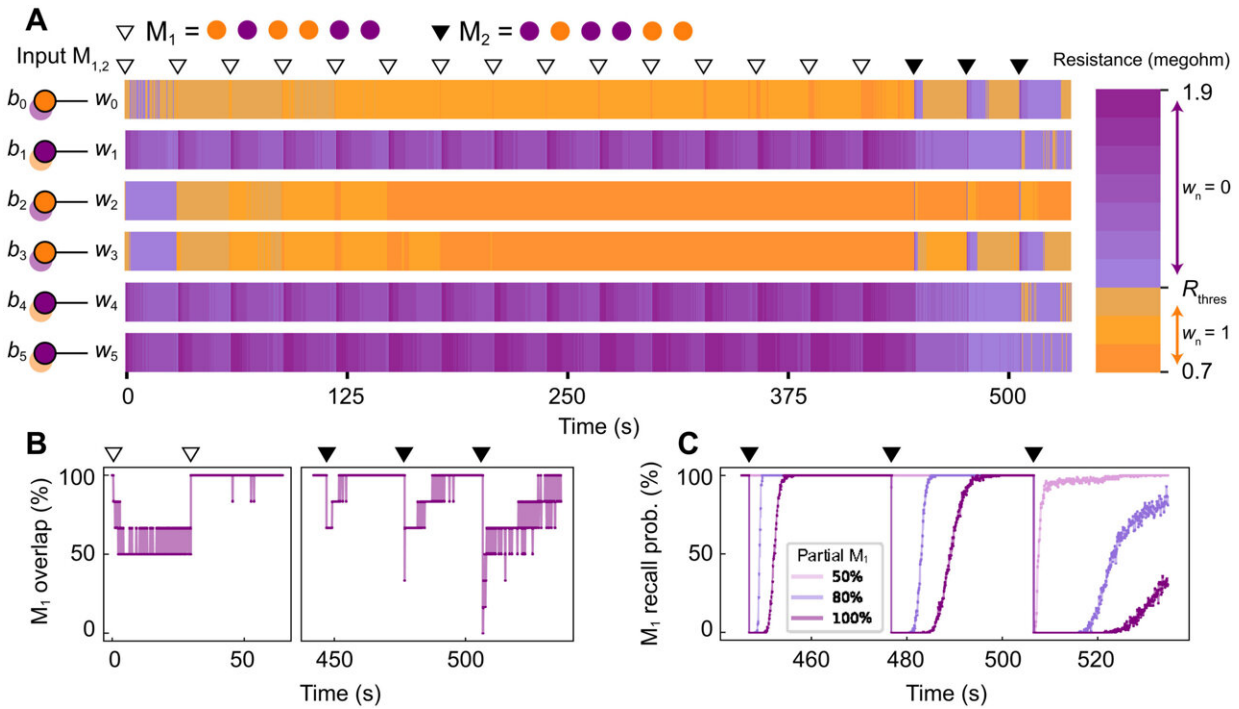 A
M₁ =
M₂ =
Input M₁,₂
Resistance (megohm)
b₀ w₀
b₁ w₁
b₂ w₂
b₃ w₃
b₄ w₄
b₅ w₅
1.9
wₙ = 0
Rthres
wₙ = 1
0.7
0 125 250 375 500
Time (s)
B
M₁ overlap (%)
100
50
0
0 50 450 500
Time (s)
C
M₁ recall prob. (%)
100
50
0
Partial M₁
50%
80%
100%
460 480 500 520
Time (s)